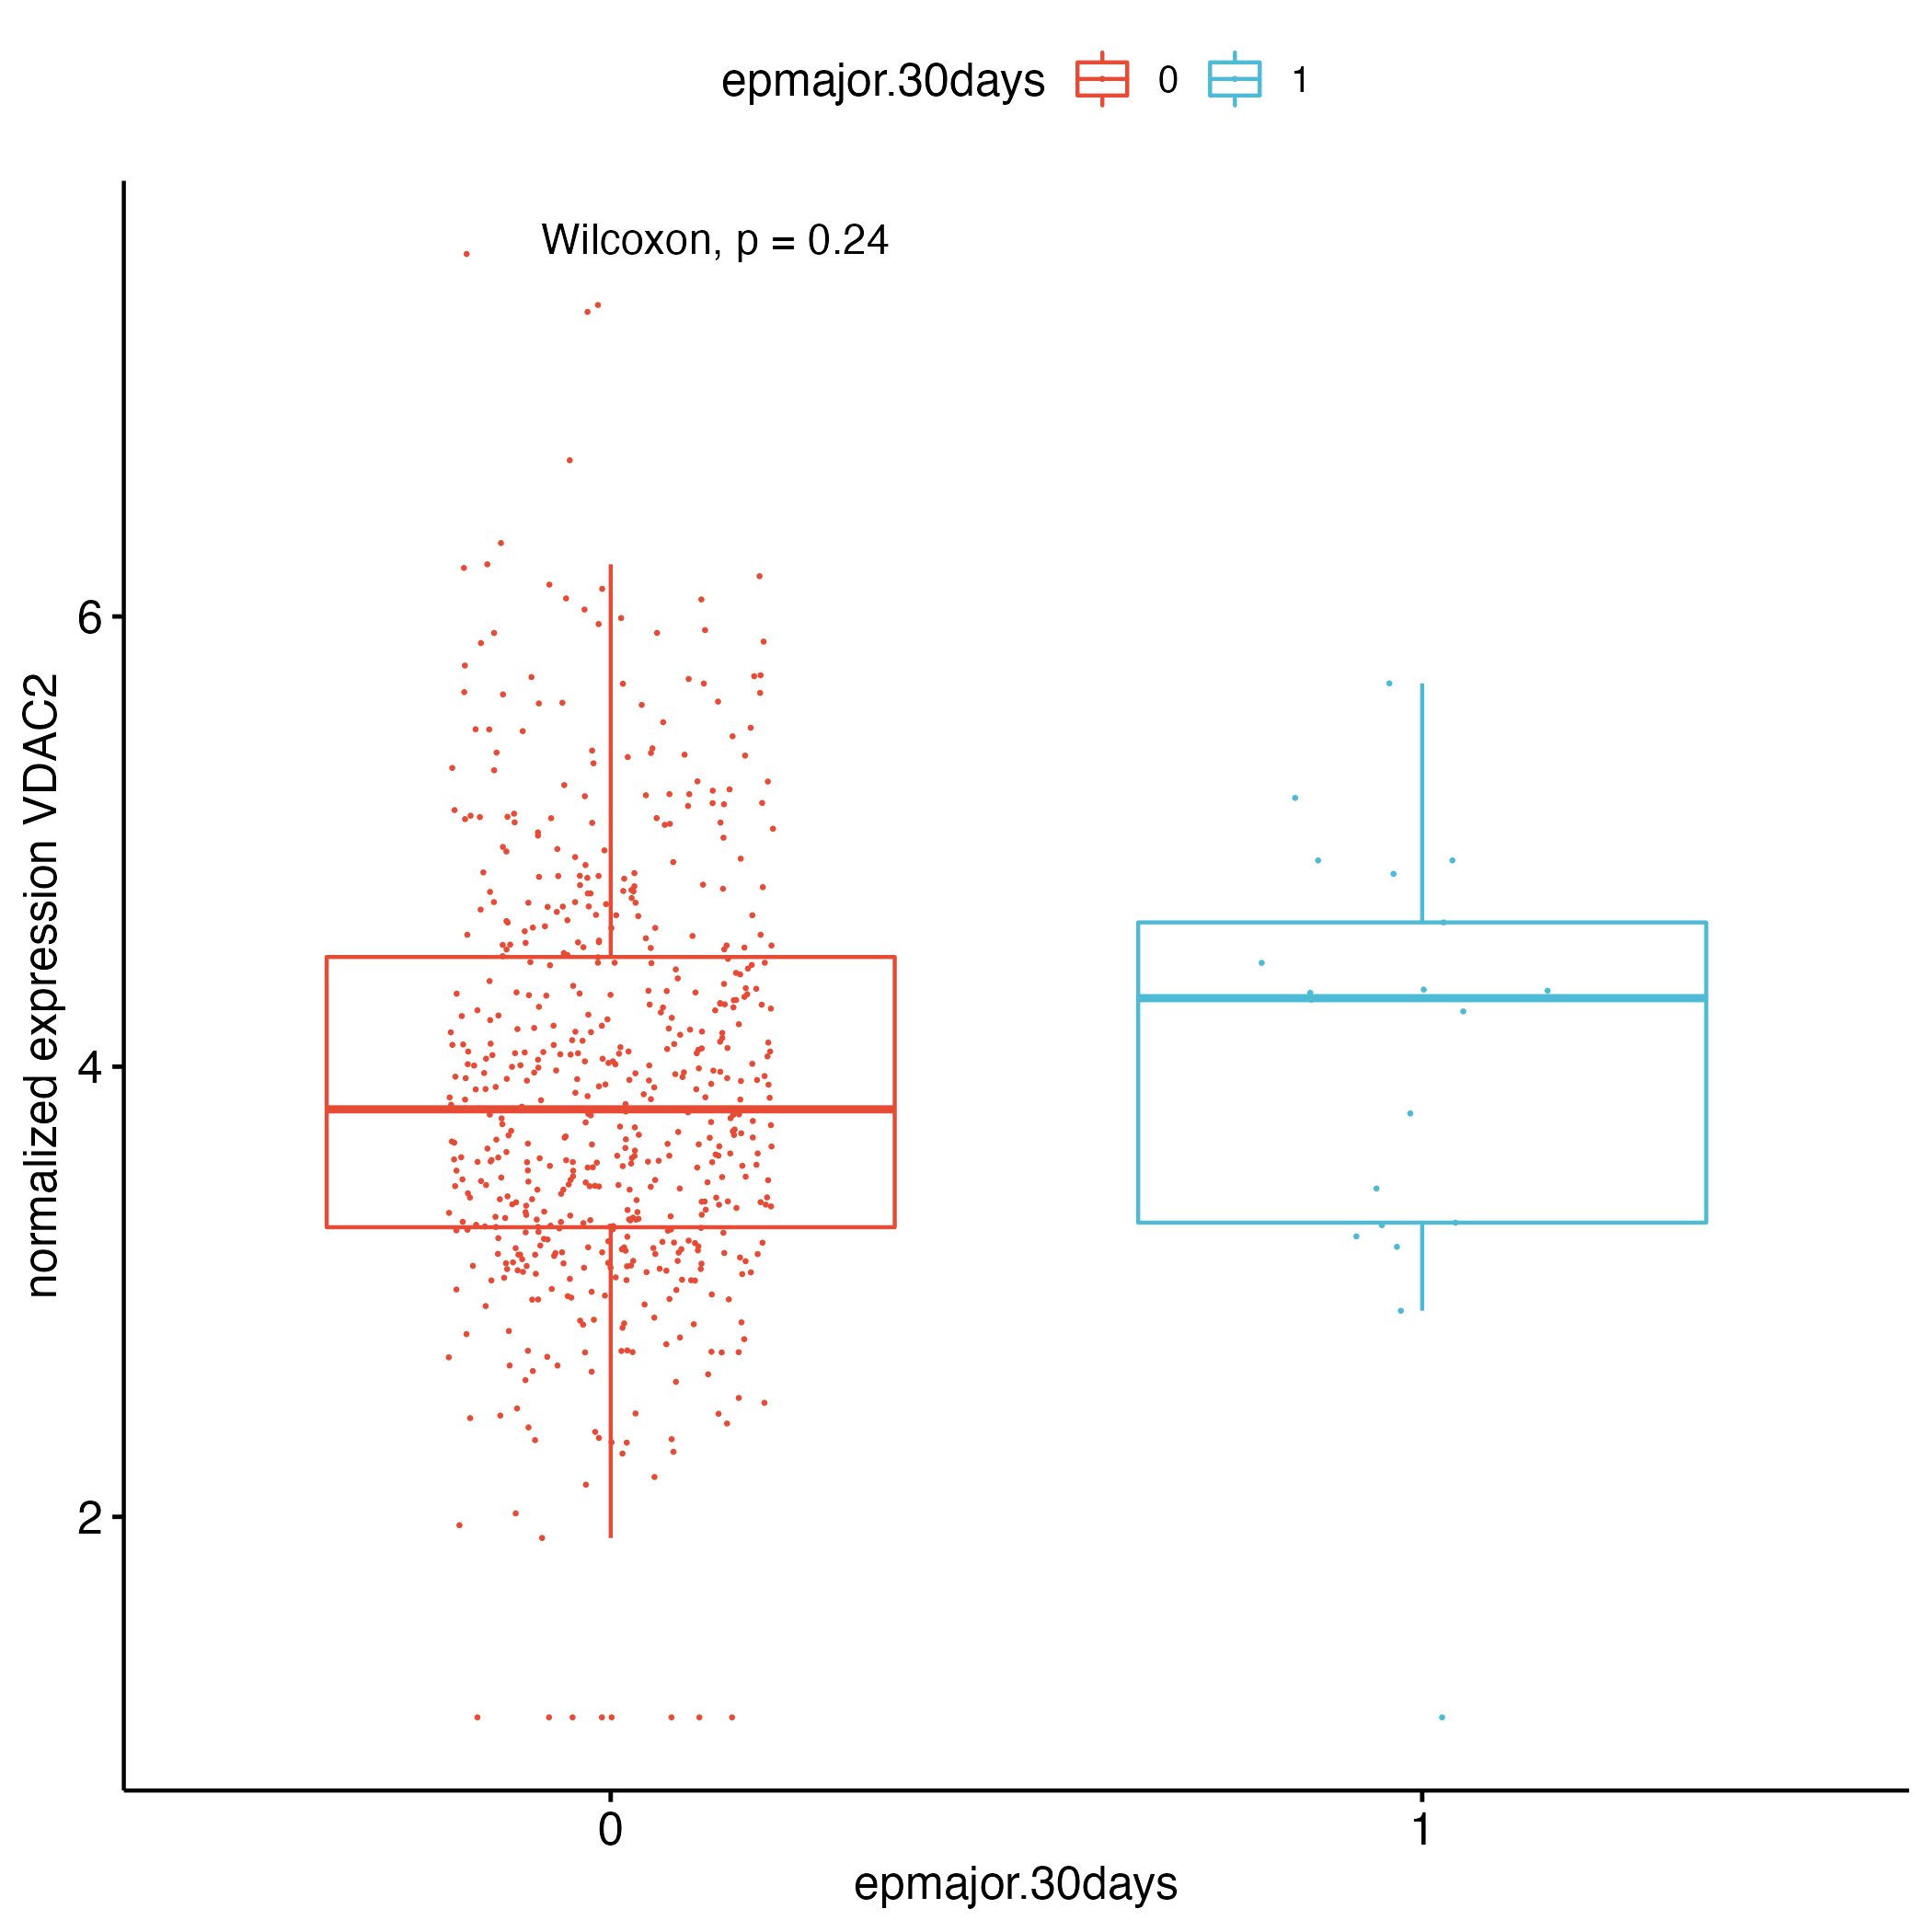 epmajor.30days 0 1
Wilcoxon, p = 0.24
normalized expression VDAC2
6
4
2
0 1
epmajor.30days